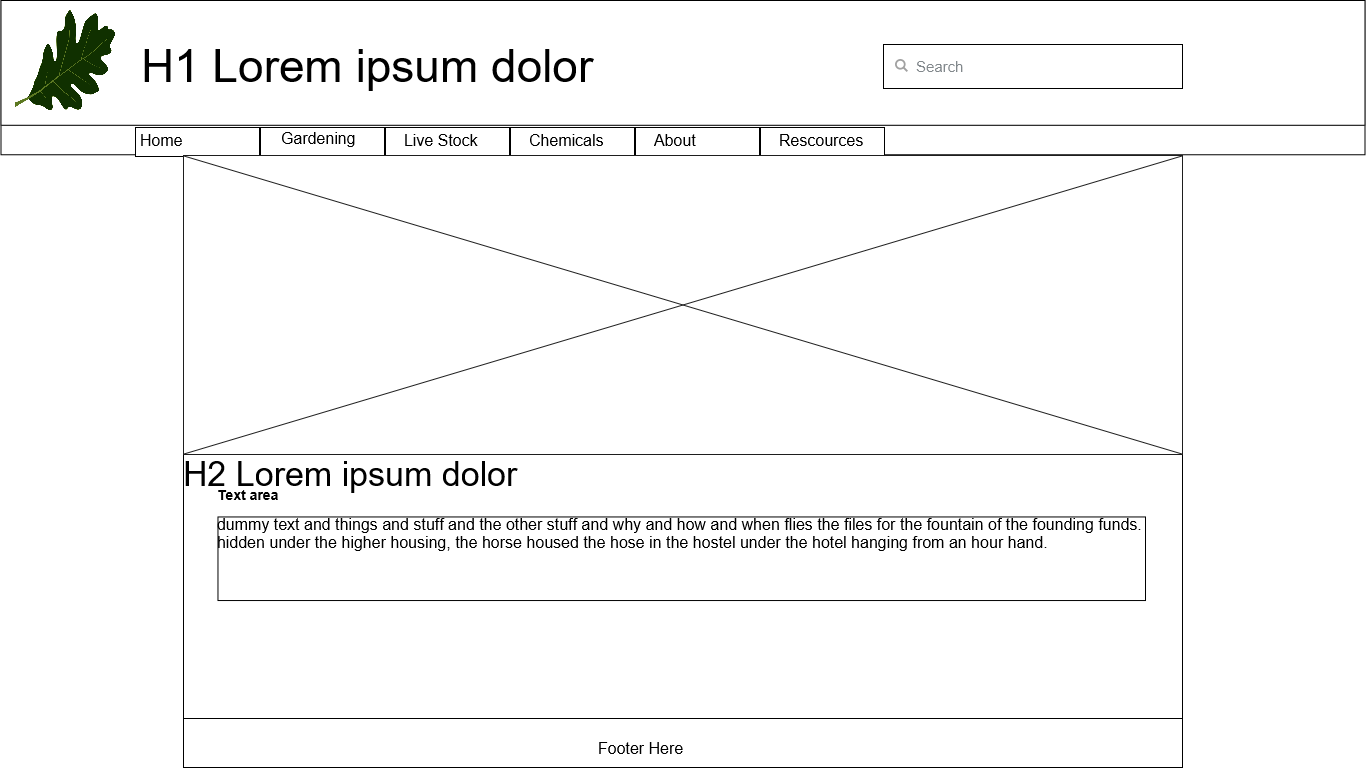 H1 Lorem ipsum dolor
Search
Home
Gardening
Live Stock
Chemicals
About
Rescources
H2 Lorem ipsum dolor
Text area
dummy text and things and stuff and the other stuff and why and how and when flies the files for the fountain of the founding funds.
hidden under the higher housing, the horse housed the hose in the hostel under the hotel hanging from an hour hand.
Footer Here